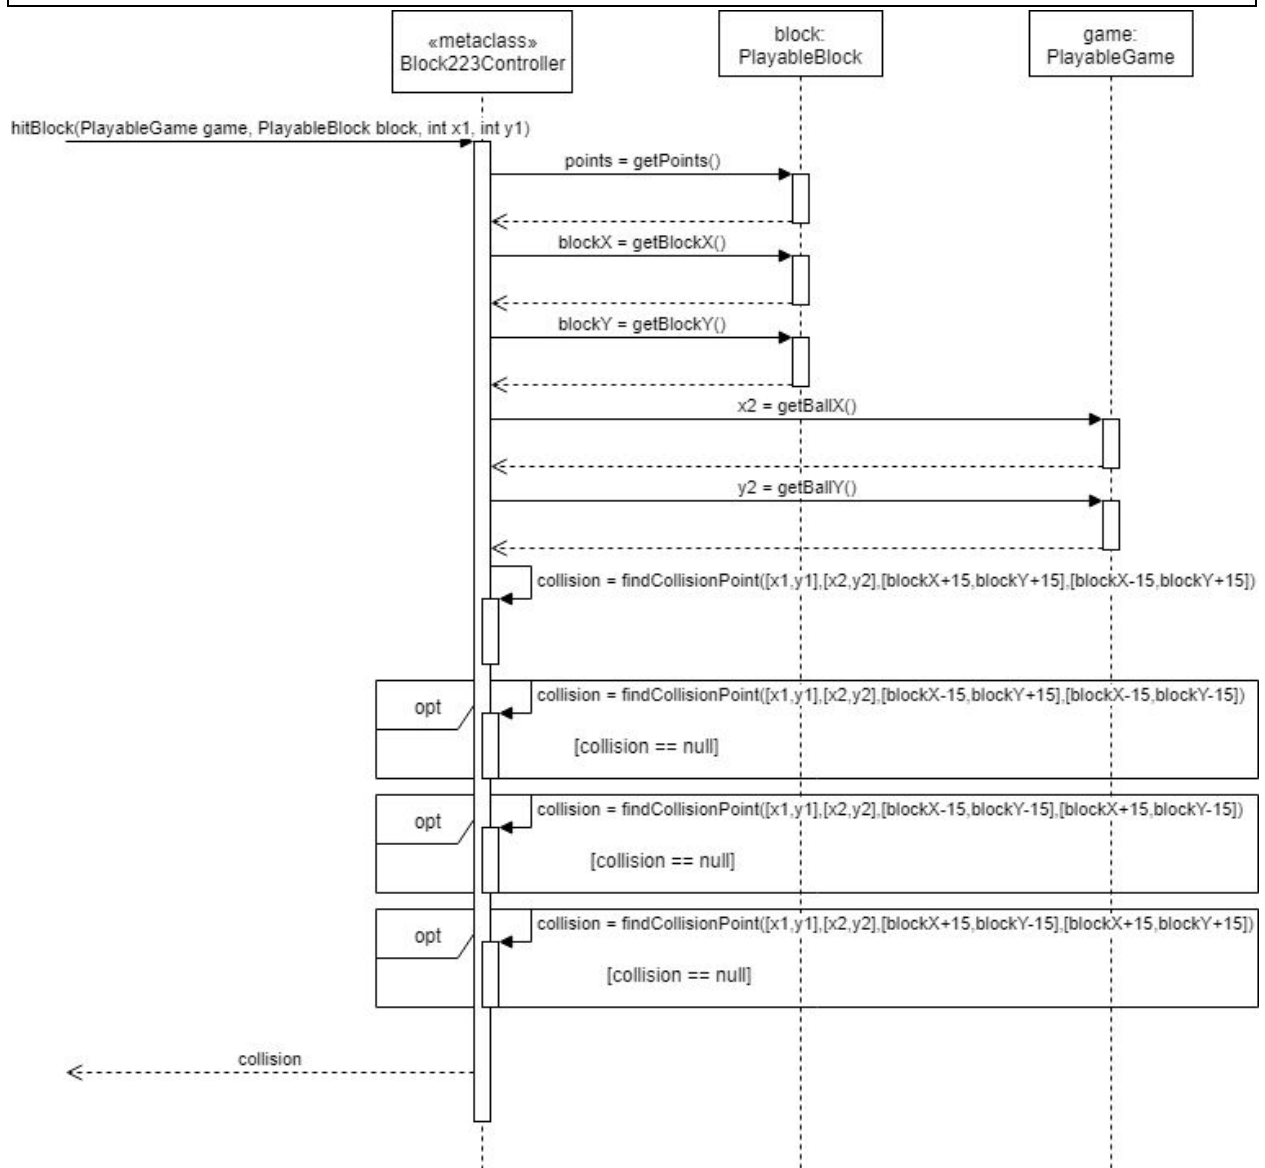 «metaclass»
Block223Controller
block:
PlayableBlock
game:
PlayableGame
hitBlock(PlayableGame game, PlayableBlock block, int x1, int y1)
points = getPoints()
blockX = getBlockX()
blockY = getBlockY()
x2 = getBallX()
y2 = getBallY()
collision = findCollisionPoint([x1,y1],[x2,y2],[blockX+15,blockY+15],[blockX-15,blockY+15])
opt
collision = findCollisionPoint([x1,y1],[x2,y2],[blockX-15,blockY+15],[blockX-15,blockY-15])
[collision == null]
opt
collision = findCollisionPoint([x1,y1],[x2,y2],[blockX-15,blockY-15],[blockX+15,blockY-15])
[collision == null]
opt
collision = findCollisionPoint([x1,y1],[x2,y2],[blockX+15,blockY-15],[blockX+15,blockY+15])
[collision == null]
collision